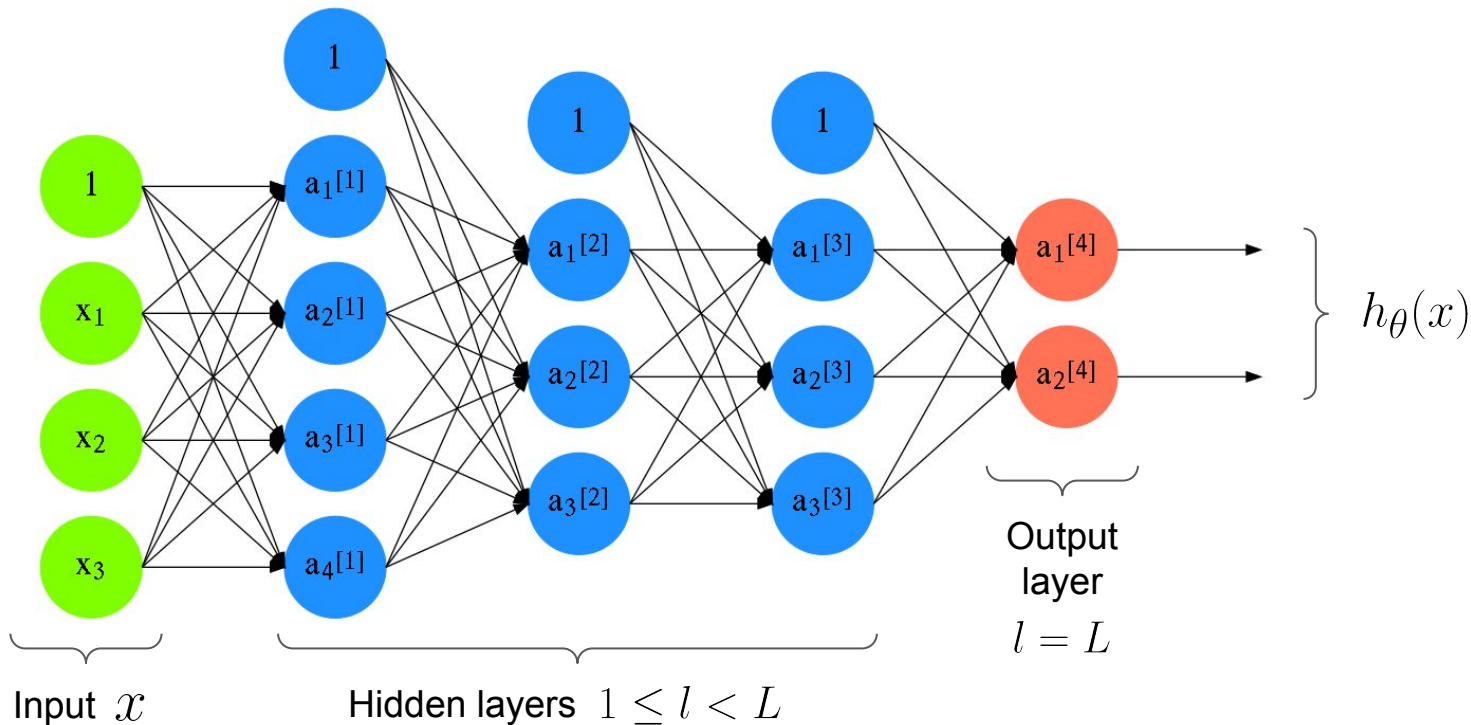 1
x₁
x₂
x₃
1
a₁[1]
a₂[1]
a₃[1]
a₄[1]
1
a₁[2]
a₂[2]
a₃[2]
1
a₁[3]
a₂[3]
a₃[3]
a₁[4]
a₂[4]
h_θ(x)
Input x
Hidden layers 1 ≤ l < L
Output
layer
l = L